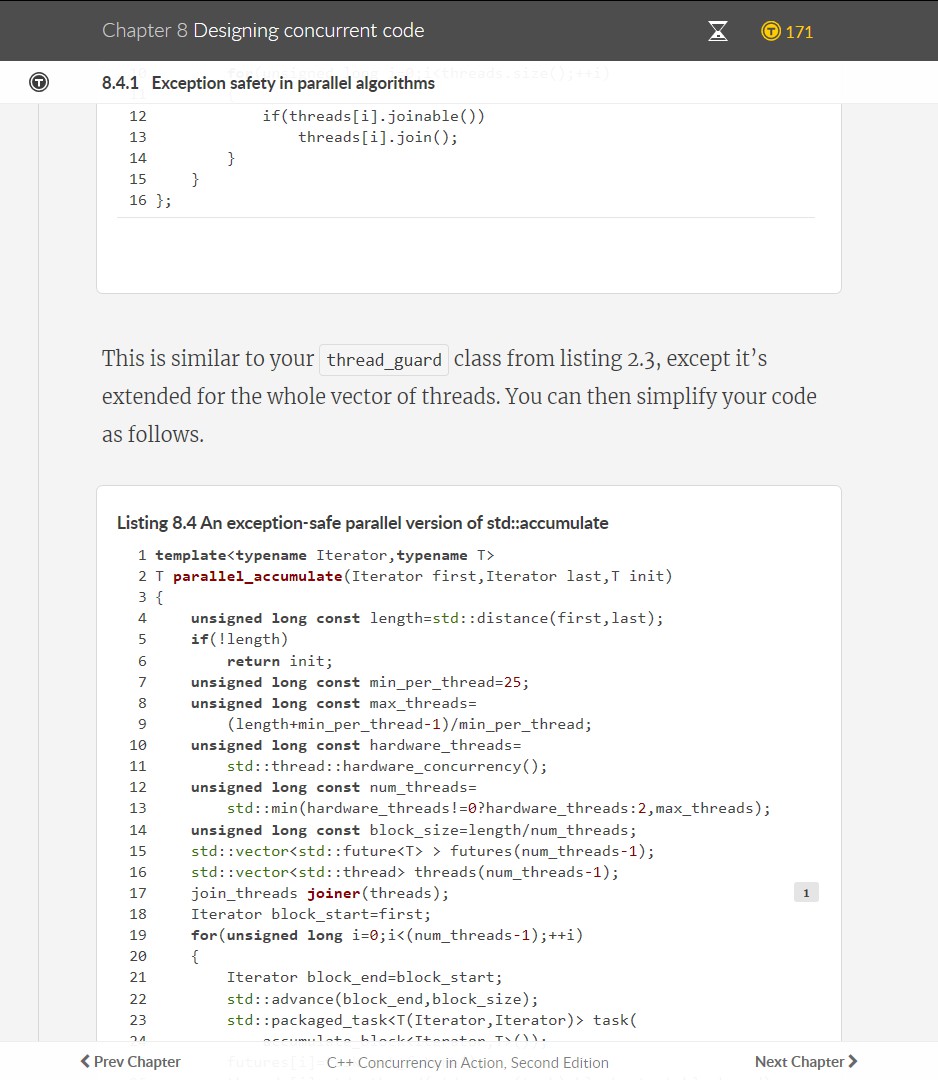 Chapter 8 Designing concurrent code
171
8.4.1 Exception safety in parallel algorithms
12 if(threads[i].joinable())
13 threads[i].join();
14 }
15 }
16 };
This is similar to your thread_guard class from listing 2.3, except it’s
extended for the whole vector of threads. You can then simplify your code
as follows.
Listing 8.4 An exception-safe parallel version of std::accumulate
1 template<typename Iterator,typename T>
2 T parallel_accumulate(Iterator first,Iterator last,T init)
3 {
4 unsigned long const length=std::distance(first,last);
5 if(!length)
6 return init;
7 unsigned long const min_per_thread=25;
8 unsigned long const max_threads=
9 (length+min_per_thread-1)/min_per_thread;
10 unsigned long const hardware_threads=
11 std::thread::hardware_concurrency();
12 unsigned long const num_threads=
13 std::min(hardware_threads!=0?hardware_threads:2,max_threads);
14 unsigned long const block_size=length/num_threads;
15 std::vector<std::future<T> > futures(num_threads-1);
16 std::vector<std::thread> threads(num_threads-1);
17 join_threads joiner(threads); 1
18 Iterator block_start=first;
19 for(unsigned long i=0;i<(num_threads-1);++i)
20 {
21 Iterator block_end=block_start;
22 std::advance(block_end,block_size);
23 std::packaged_task<T(Iterator,Iterator)> task(
Prev Chapter C++ Concurrency in Action, Second Edition Next Chapter